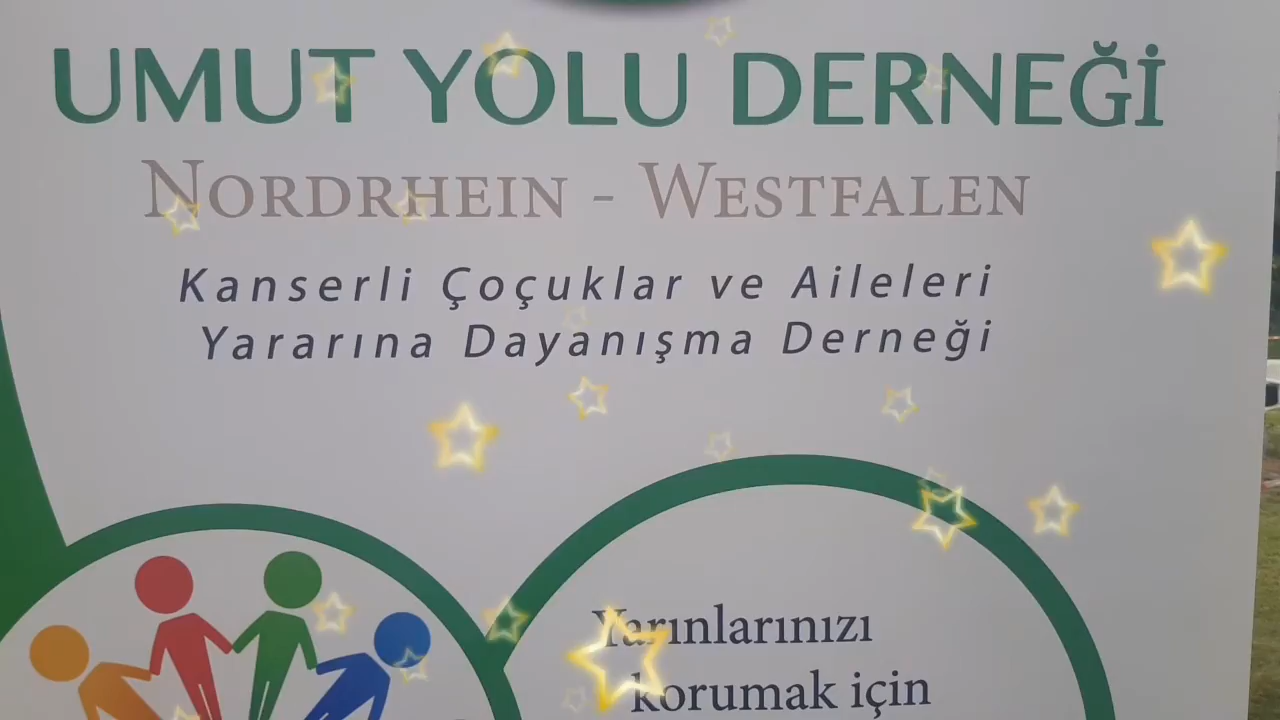 UMUT YOLU DERNEĞİ
NORDRHEIN - WESTFALEN
Kanserli Çoçuklar ve Aileleri
Yararına Dayanışma Derneği
Yarınlarınızı
korumak için